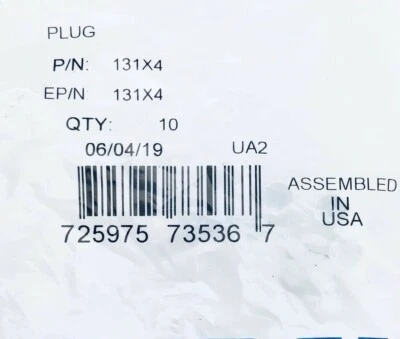 PLUG
P/N: 131X4
EP/N 131X4
QTY: 10
06/04/19 UA2
ASSEMBLED
IN
USA
725975 73536 7